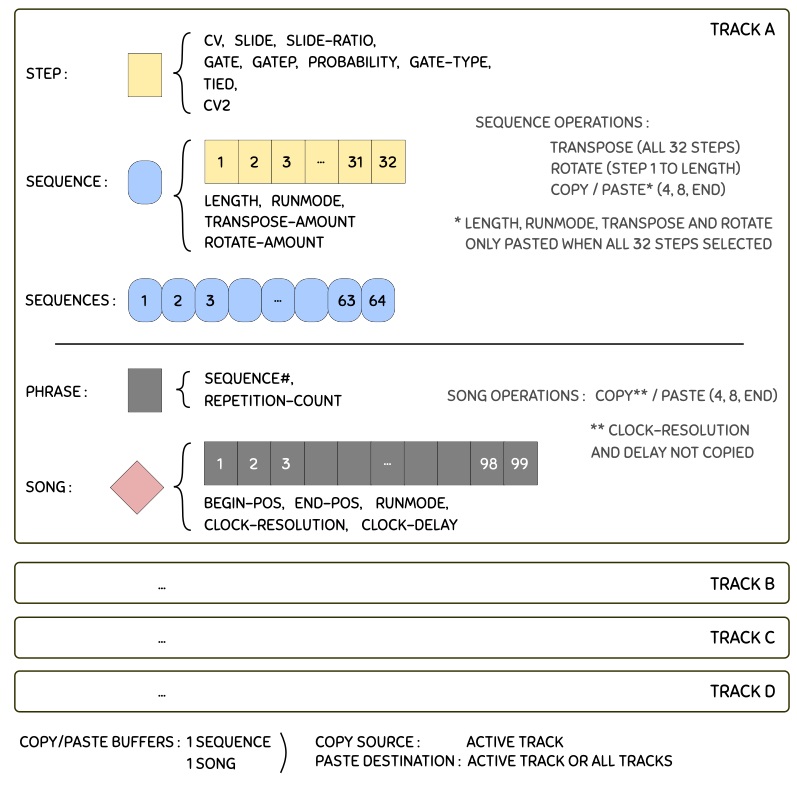 TRACK A
STEP :
CV, SLIDE, SLIDE-RATIO,
GATE, GATEP, PROBABILITY, GATE-TYPE,
TIED,
CV2
SEQUENCE OPERATIONS :
TRANSPOSE (ALL 32 STEPS)
ROTATE (STEP 1 TO LENGTH)
COPY / PASTE* (4, 8, END)
* LENGTH, RUNMODE, TRANSPOSE AND ROTATE
ONLY PASTED WHEN ALL 32 STEPS SELECTED
SEQUENCE :
1 2 3 ... 31 32
LENGTH, RUNMODE,
TRANSPOSE-AMOUNT
ROTATE-AMOUNT
SEQUENCES :
1 2 3 ... 63 64
PHRASE :
SEQUENCE#,
REPETITION-COUNT
SONG OPERATIONS : COPY** / PASTE (4, 8, END)
** CLOCK-RESOLUTION
AND DELAY NOT COPIED
SONG :
1 2 3 ... 98 99
BEGIN-POS, END-POS, RUNMODE,
CLOCK-RESOLUTION, CLOCK-DELAY
... TRACK B
... TRACK C
... TRACK D
COPY/PASTE BUFFERS : 1 SEQUENCE
1 SONG
COPY SOURCE : ACTIVE TRACK
PASTE DESTINATION : ACTIVE TRACK OR ALL TRACKS